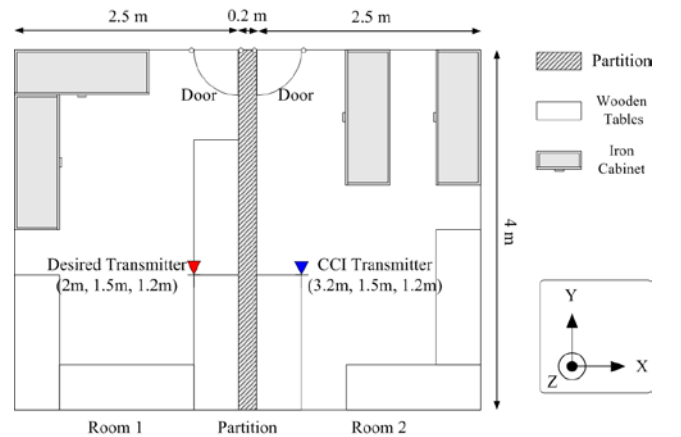 2.5 m
0.2 m
2.5 m
Door
Door
Partition
Wooden
Tables
Iron
Cabinet
4 m
Desired Transmitter
(2m, 1.5m, 1.2m)
CCI Transmitter
(3.2m, 1.5m, 1.2m)
Y
X
Z
Room 1
Partition
Room 2